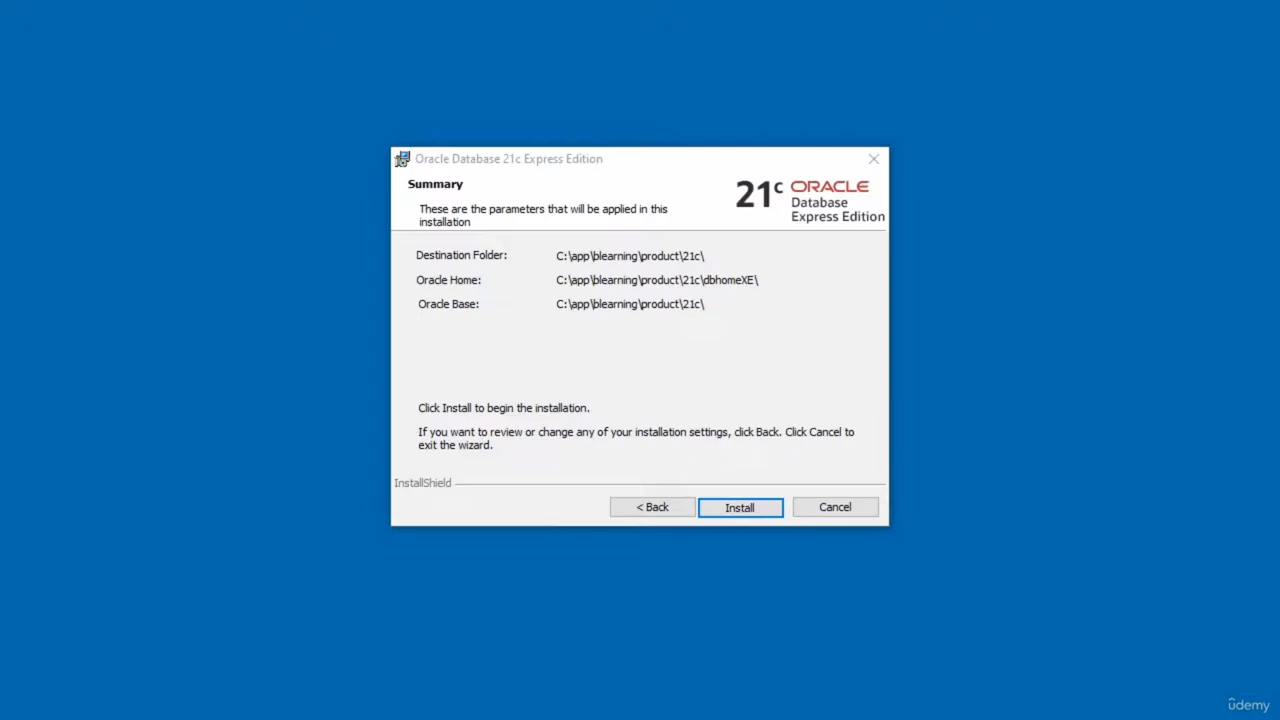 Oracle Database 21c Express Edition
Summary
These are the parameters that will be applied in this
installation
21c ORACLE
Database
Express Edition
Destination Folder: C:\app\blearning\product\21c\
Oracle Home: C:\app\blearning\product\21c\dbhomeXE\
Oracle Base: C:\app\blearning\product\21c\
Click Install to begin the installation.
If you want to review or change any of your installation settings, click Back. Click Cancel to
exit the wizard.
InstallShield
< Back Install Cancel
ûdemy